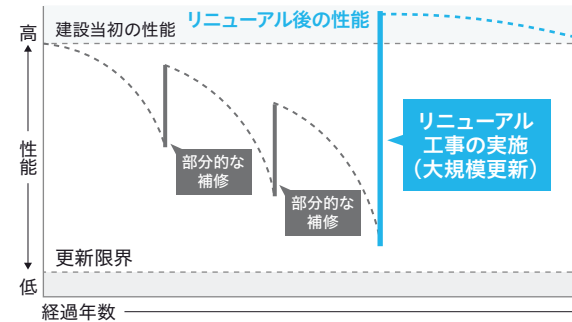 高
建設当初の性能
リニューアル後の性能
性能
リニューアル
工事の実施
（大規模更新）
部分的な
補修
部分的な
補修
更新限界
低
経過年数